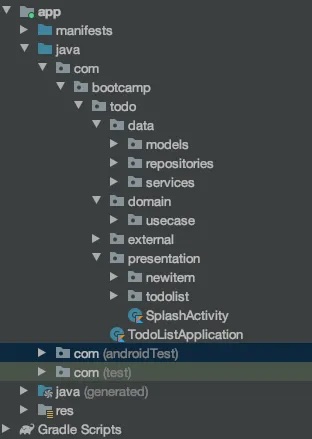 app
manifests
java
com
bootcamp
todo
data
models
repositories
services
domain
usecase
external
presentation
newitem
todolist
SplashActivity
TodoListApplication
com (androidTest)
com (test)
java (generated)
res
Gradle Scripts